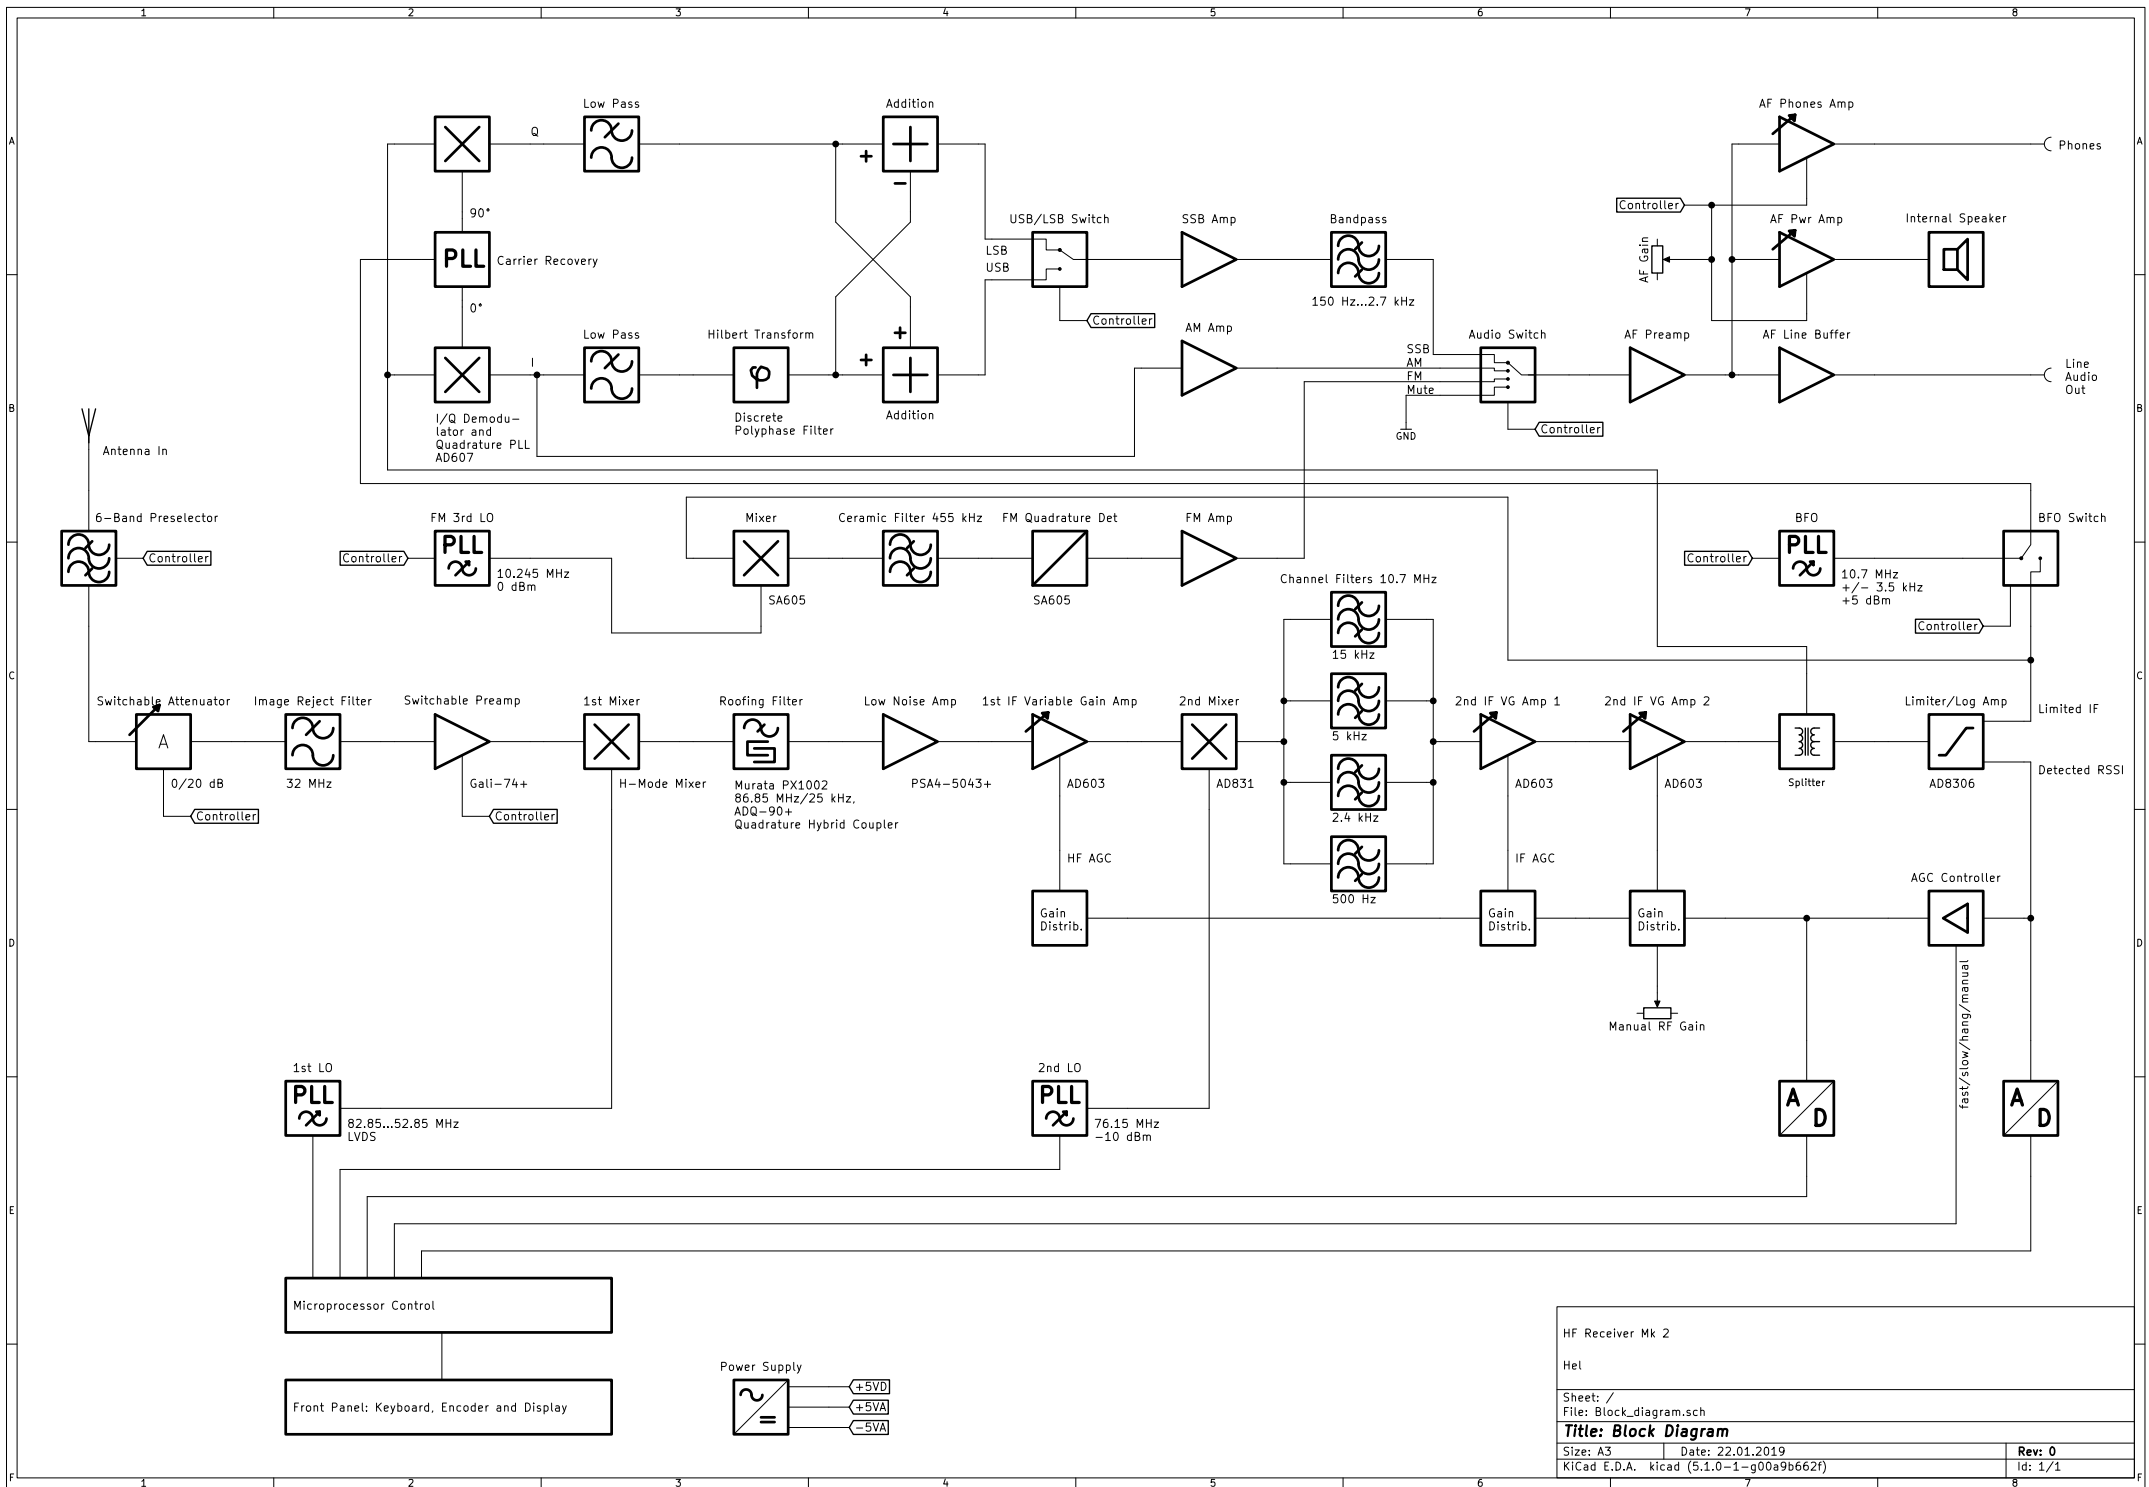 1 2 3 4 5 6 7 8
A
A
Low Pass
Addition
AF Phones Amp
Q
+
−
Phones
90°
Controller
USB/LSB Switch
SSB Amp
Bandpass
AF Pwr Amp
Internal Speaker
PLL
Carrier Recovery
LSB
USB
AF Gain
0°
150 Hz...2.7 kHz
Controller
Low Pass
Hilbert Transform
+
AM Amp
Audio Switch
AF Preamp
AF Line Buffer
I
φ
+
SSB
AM
FM
Mute
Line
Audio
Out
B
B
I/Q Demodu-
lator and
Quadrature PLL
AD607
Discrete
Polyphase Filter
Addition
GND
Controller
Antenna In
6-Band Preselector
FM 3rd LO
Mixer
Ceramic Filter 455 kHz
FM Quadrature Det
FM Amp
BFO
BFO Switch
Controller
Controller
PLL
10.245 MHz
0 dBm
SA605
SA605
Channel Filters 10.7 MHz
Controller
PLL
10.7 MHz
+/- 3.5 kHz
+5 dBm
Controller
15 kHz
C
C
Switchable Attenuator
Image Reject Filter
Switchable Preamp
1st Mixer
Roofing Filter
Low Noise Amp
1st IF Variable Gain Amp
2nd Mixer
5 kHz
2nd IF VG Amp 1
2nd IF VG Amp 2
Limiter/Log Amp
Limited IF
A
0/20 dB
32 MHz
Gali-74+
H-Mode Mixer
Murata PX1002
86.85 MHz/25 kHz,
ADQ-90+
Quadrature Hybrid Coupler
PSA4-5043+
AD603
AD831
2.4 kHz
AD603
AD603
Splitter
AD8306
Detected RSSI
Controller
Controller
HF AGC
IF AGC
500 Hz
AGC Controller
Gain
Distrib.
Gain
Distrib.
Gain
Distrib.
D
D
Manual RF Gain
fast/slow/hang/manual
1st LO
PLL
82.85...52.85 MHz
LVDS
2nd LO
PLL
76.15 MHz
-10 dBm
A
D
A
D
E
E
Microprocessor Control
Front Panel: Keyboard, Encoder and Display
Power Supply
+5VD
+5VA
-5VA
HF Receiver Mk 2
Hel
Sheet: /
File: Block_diagram.sch
Title: Block Diagram
Size: A3 Date: 22.01.2019 Rev: 0
KiCad E.D.A. kicad (5.1.0-1-g00a9b662f) Id: 1/1
F
F
1 2 3 4 5 6 7 8